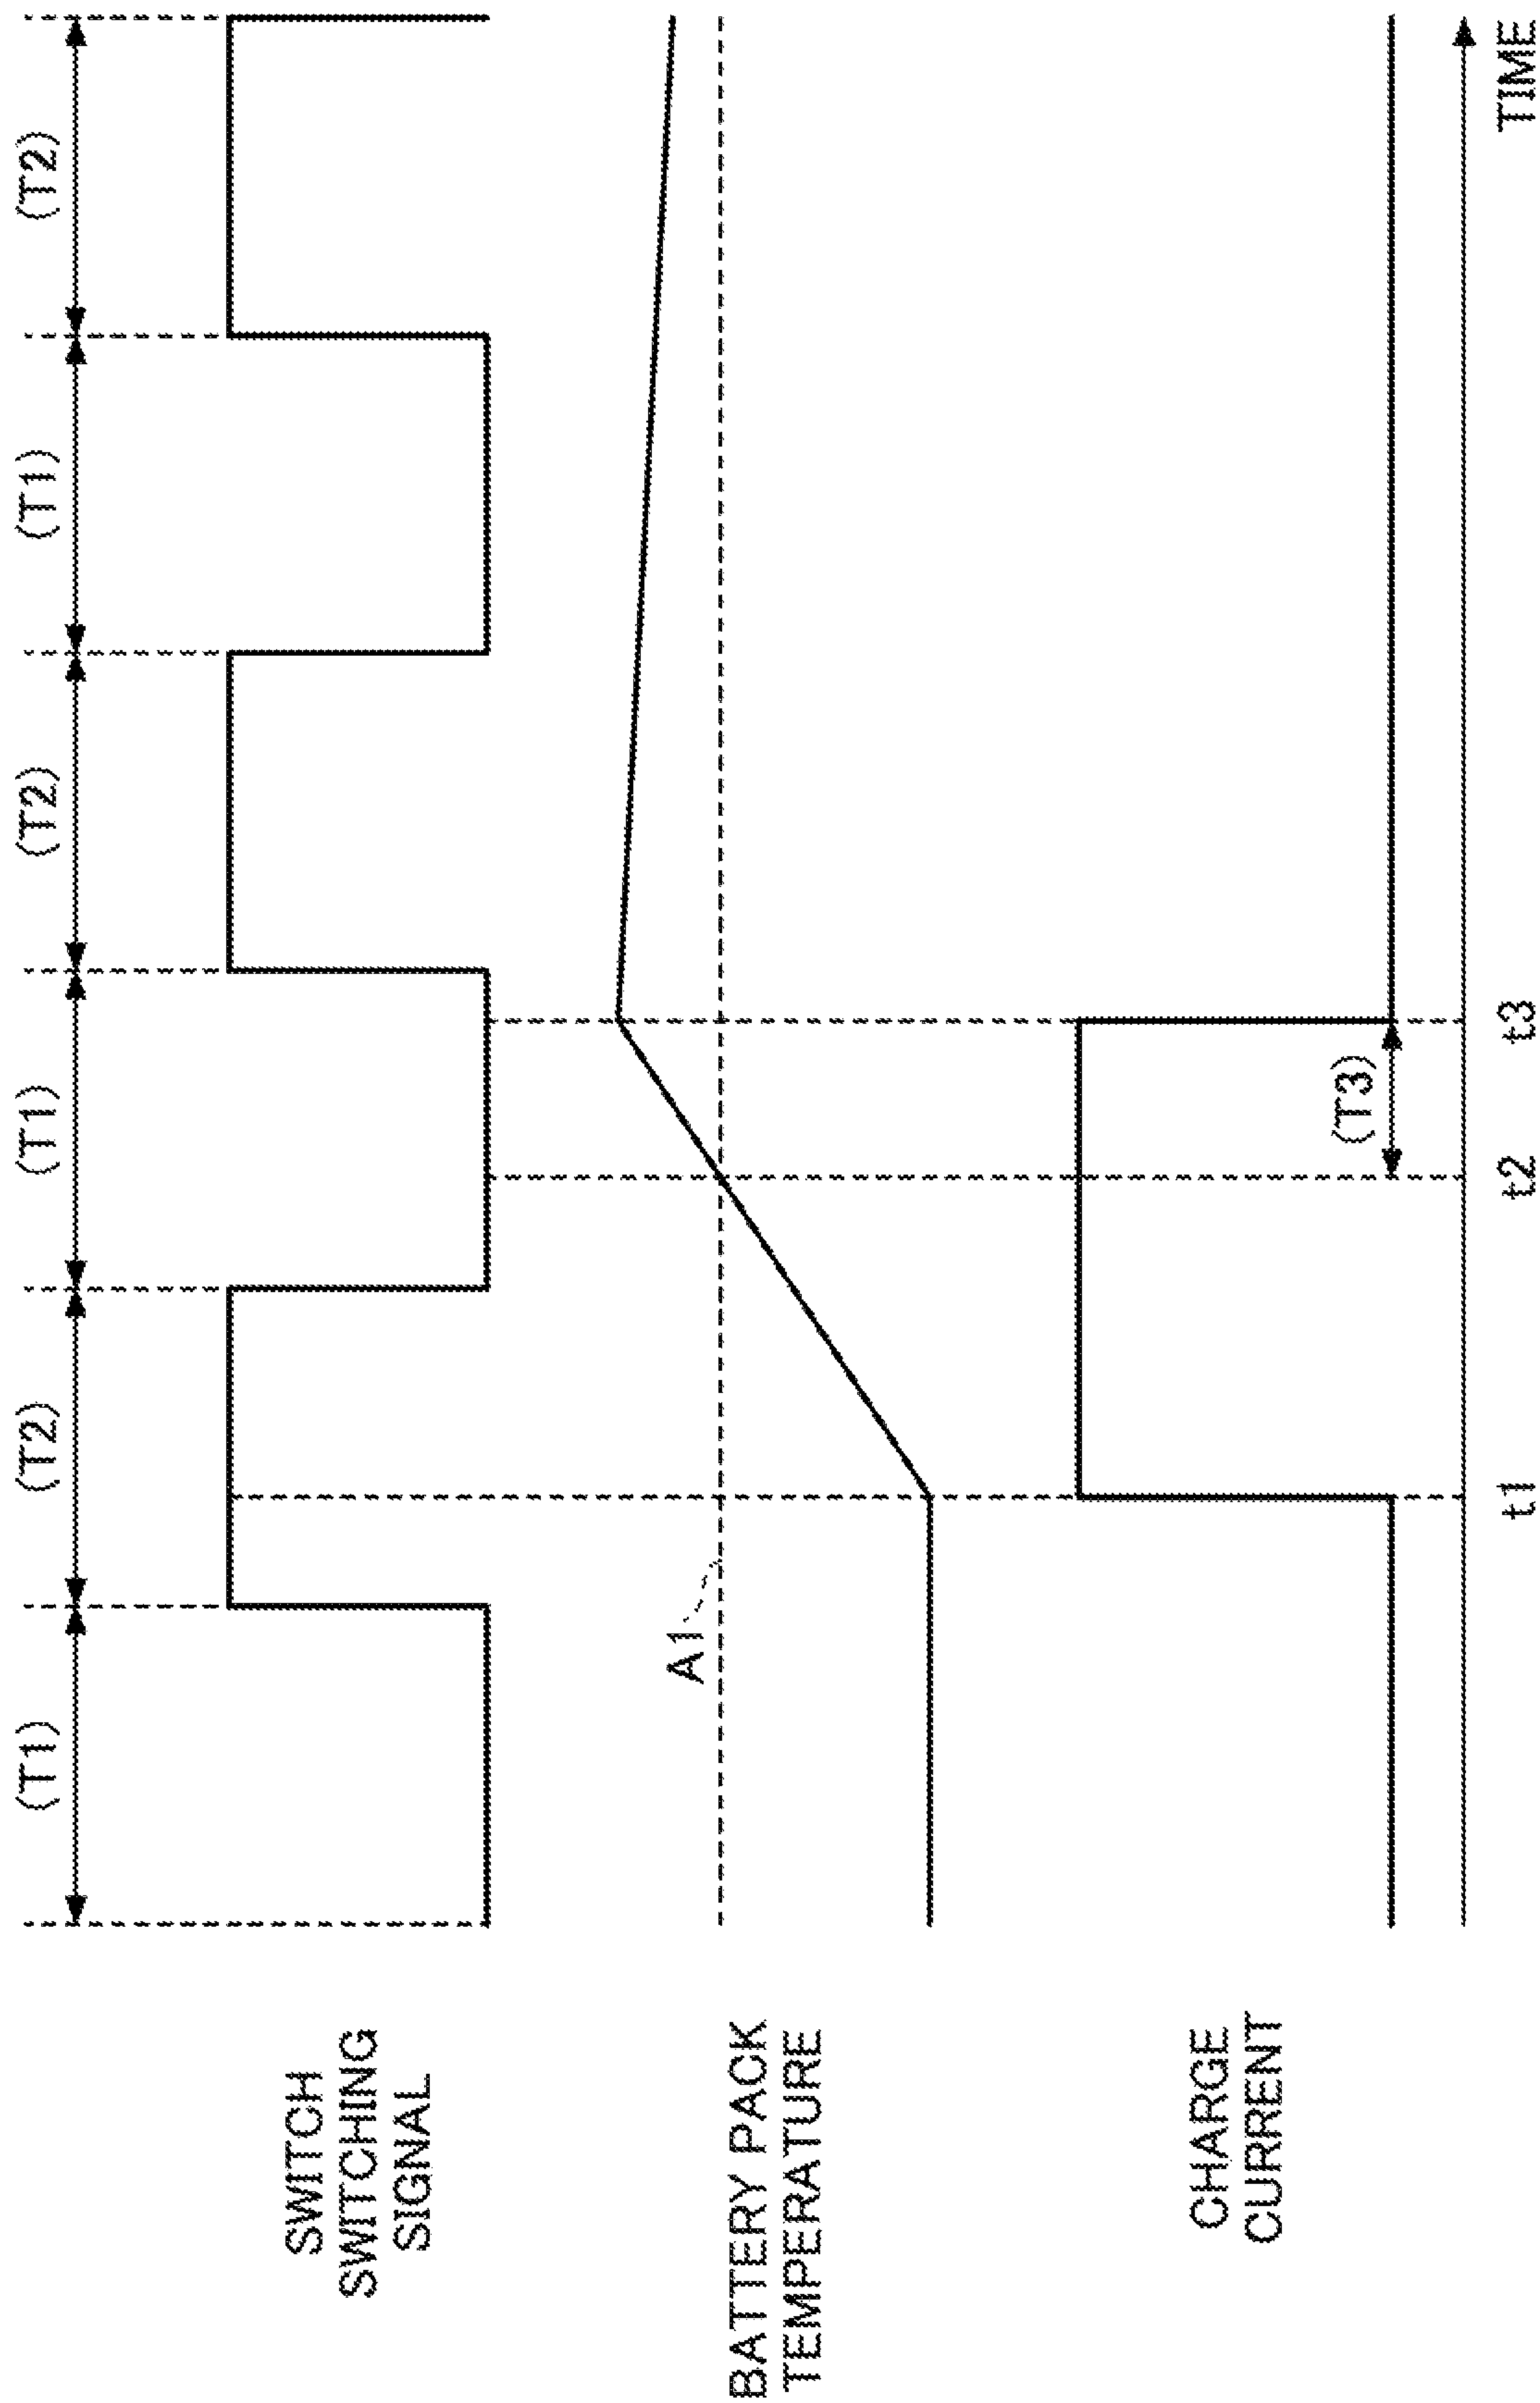 (T1)
(T2)
(T1)
(T2)
(T1)
(T2)
SWITCH
SWITCHING
SIGNAL
A1
BATTERY PACK
TEMPERATURE
(T3)
CHARGE
CURRENT
t1
t2
t3
TIME